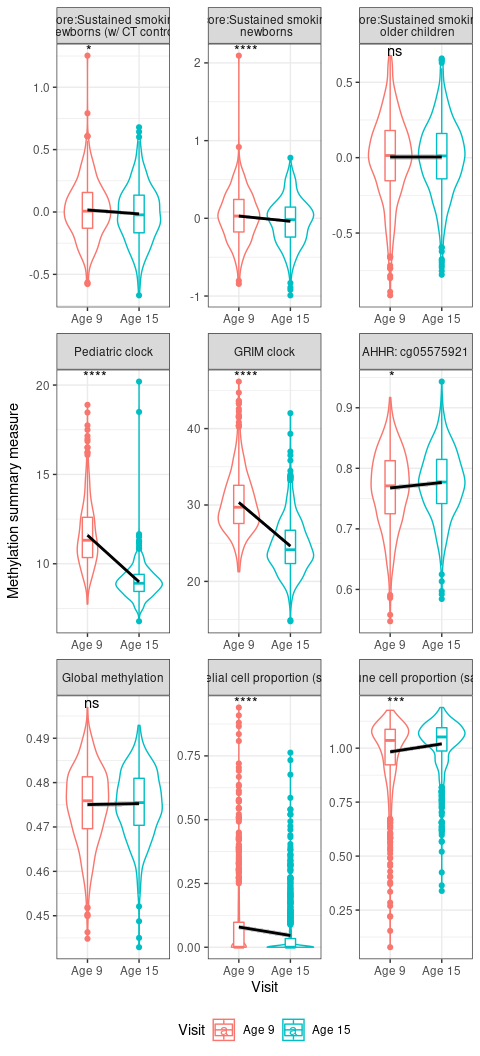 ore:Sustained smokin
ewborns (w/ CT contro
*
1.0
0.5
0.0
-0.5
Age 9 Age 15
ore:Sustained smokin
newborns
****
2
1
0
-1
Age 9 Age 15
ore:Sustained smokin
older children
ns
0.5
0.0
-0.5
Age 9 Age 15
Methylation summary measure
Pediatric clock
****
20
15
10
Age 9 Age 15
GRIM clock
****
40
30
20
Age 9 Age 15
AHHR: cg05575921
*
0.9
0.8
0.7
0.6
Age 9 Age 15
Global methylation
ns
0.49
0.48
0.47
0.46
0.45
Age 9 Age 15
elial cell proportion (s
****
0.75
0.50
0.25
0.00
Age 9 Age 15
une cell proportion (sa
***
1.00
0.75
0.50
0.25
Age 9 Age 15
Visit
Visit a Age 9 a Age 15